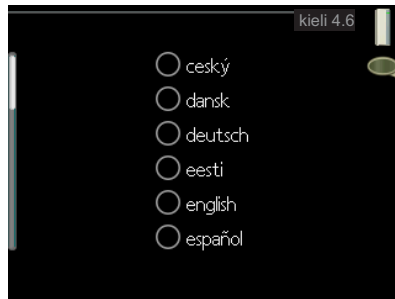 kieli 4.6
ceský
dansk
deutsch
eesti
english
español